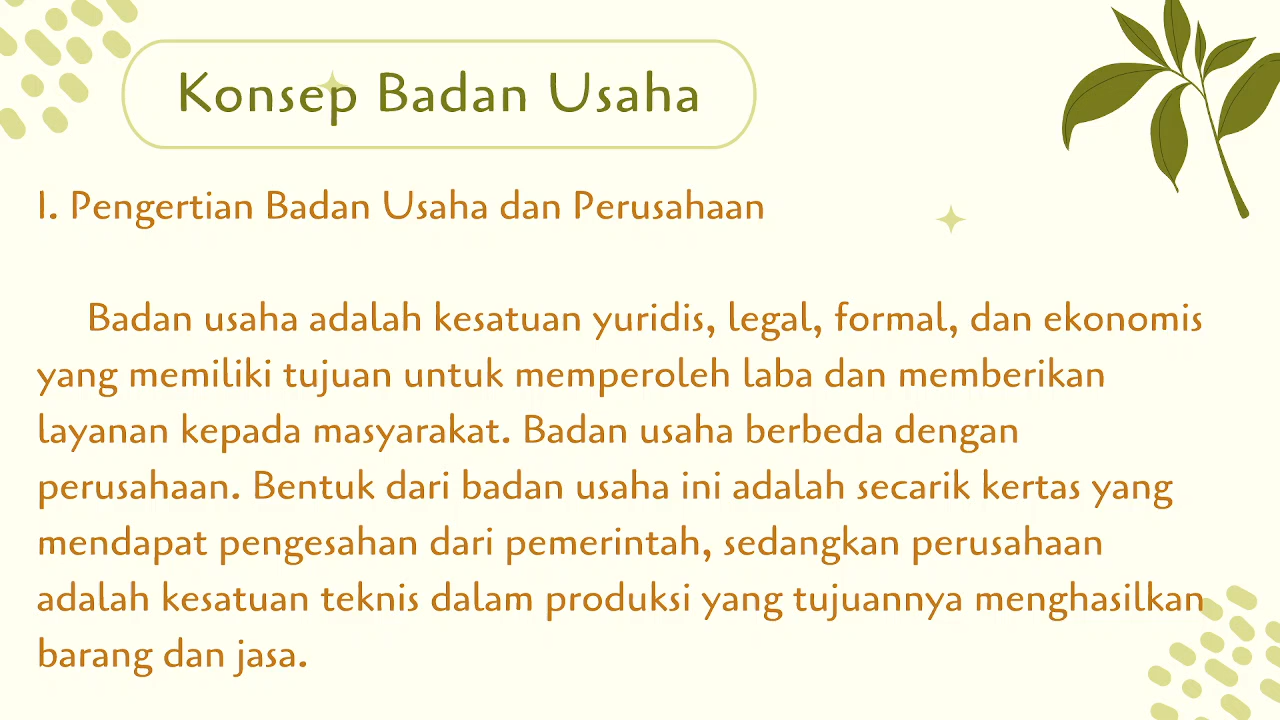 Konsep Badan Usaha
1. Pengertian Badan Usaha dan Perusahaan
Badan usaha adalah kesatuan yuridis, legal, formal, dan ekonomis
yang memiliki tujuan untuk memperoleh laba dan memberikan
layanan kepada masyarakat. Badan usaha berbeda dengan
perusahaan. Bentuk dari badan usaha ini adalah secarik kertas yang
mendapat pengesahan dari pemerintah, sedangkan perusahaan
adalah kesatuan teknis dalam produksi yang tujuannya menghasilkan
barang dan jasa.